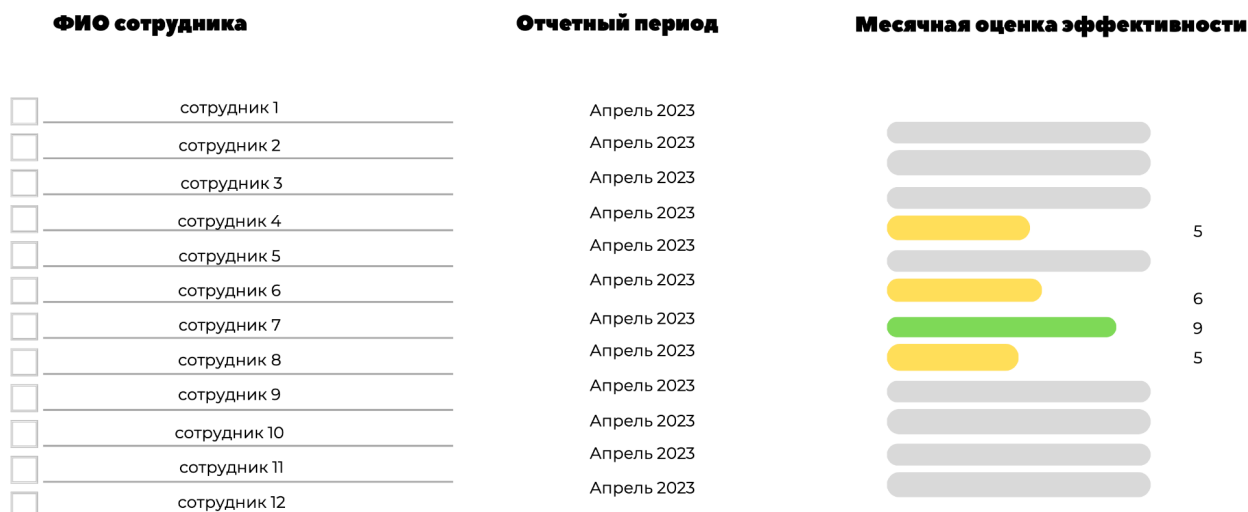 ФИО сотрудника Отчетный период Месячная оценка эффективности
сотрудник 1 Апрель 2023
сотрудник 2 Апрель 2023
сотрудник 3 Апрель 2023
сотрудник 4 Апрель 2023 5
сотрудник 5 Апрель 2023
сотрудник 6 Апрель 2023 6
сотрудник 7 Апрель 2023 9
сотрудник 8 Апрель 2023 5
сотрудник 9 Апрель 2023
сотрудник 10 Апрель 2023
сотрудник 11 Апрель 2023
сотрудник 12 Апрель 2023